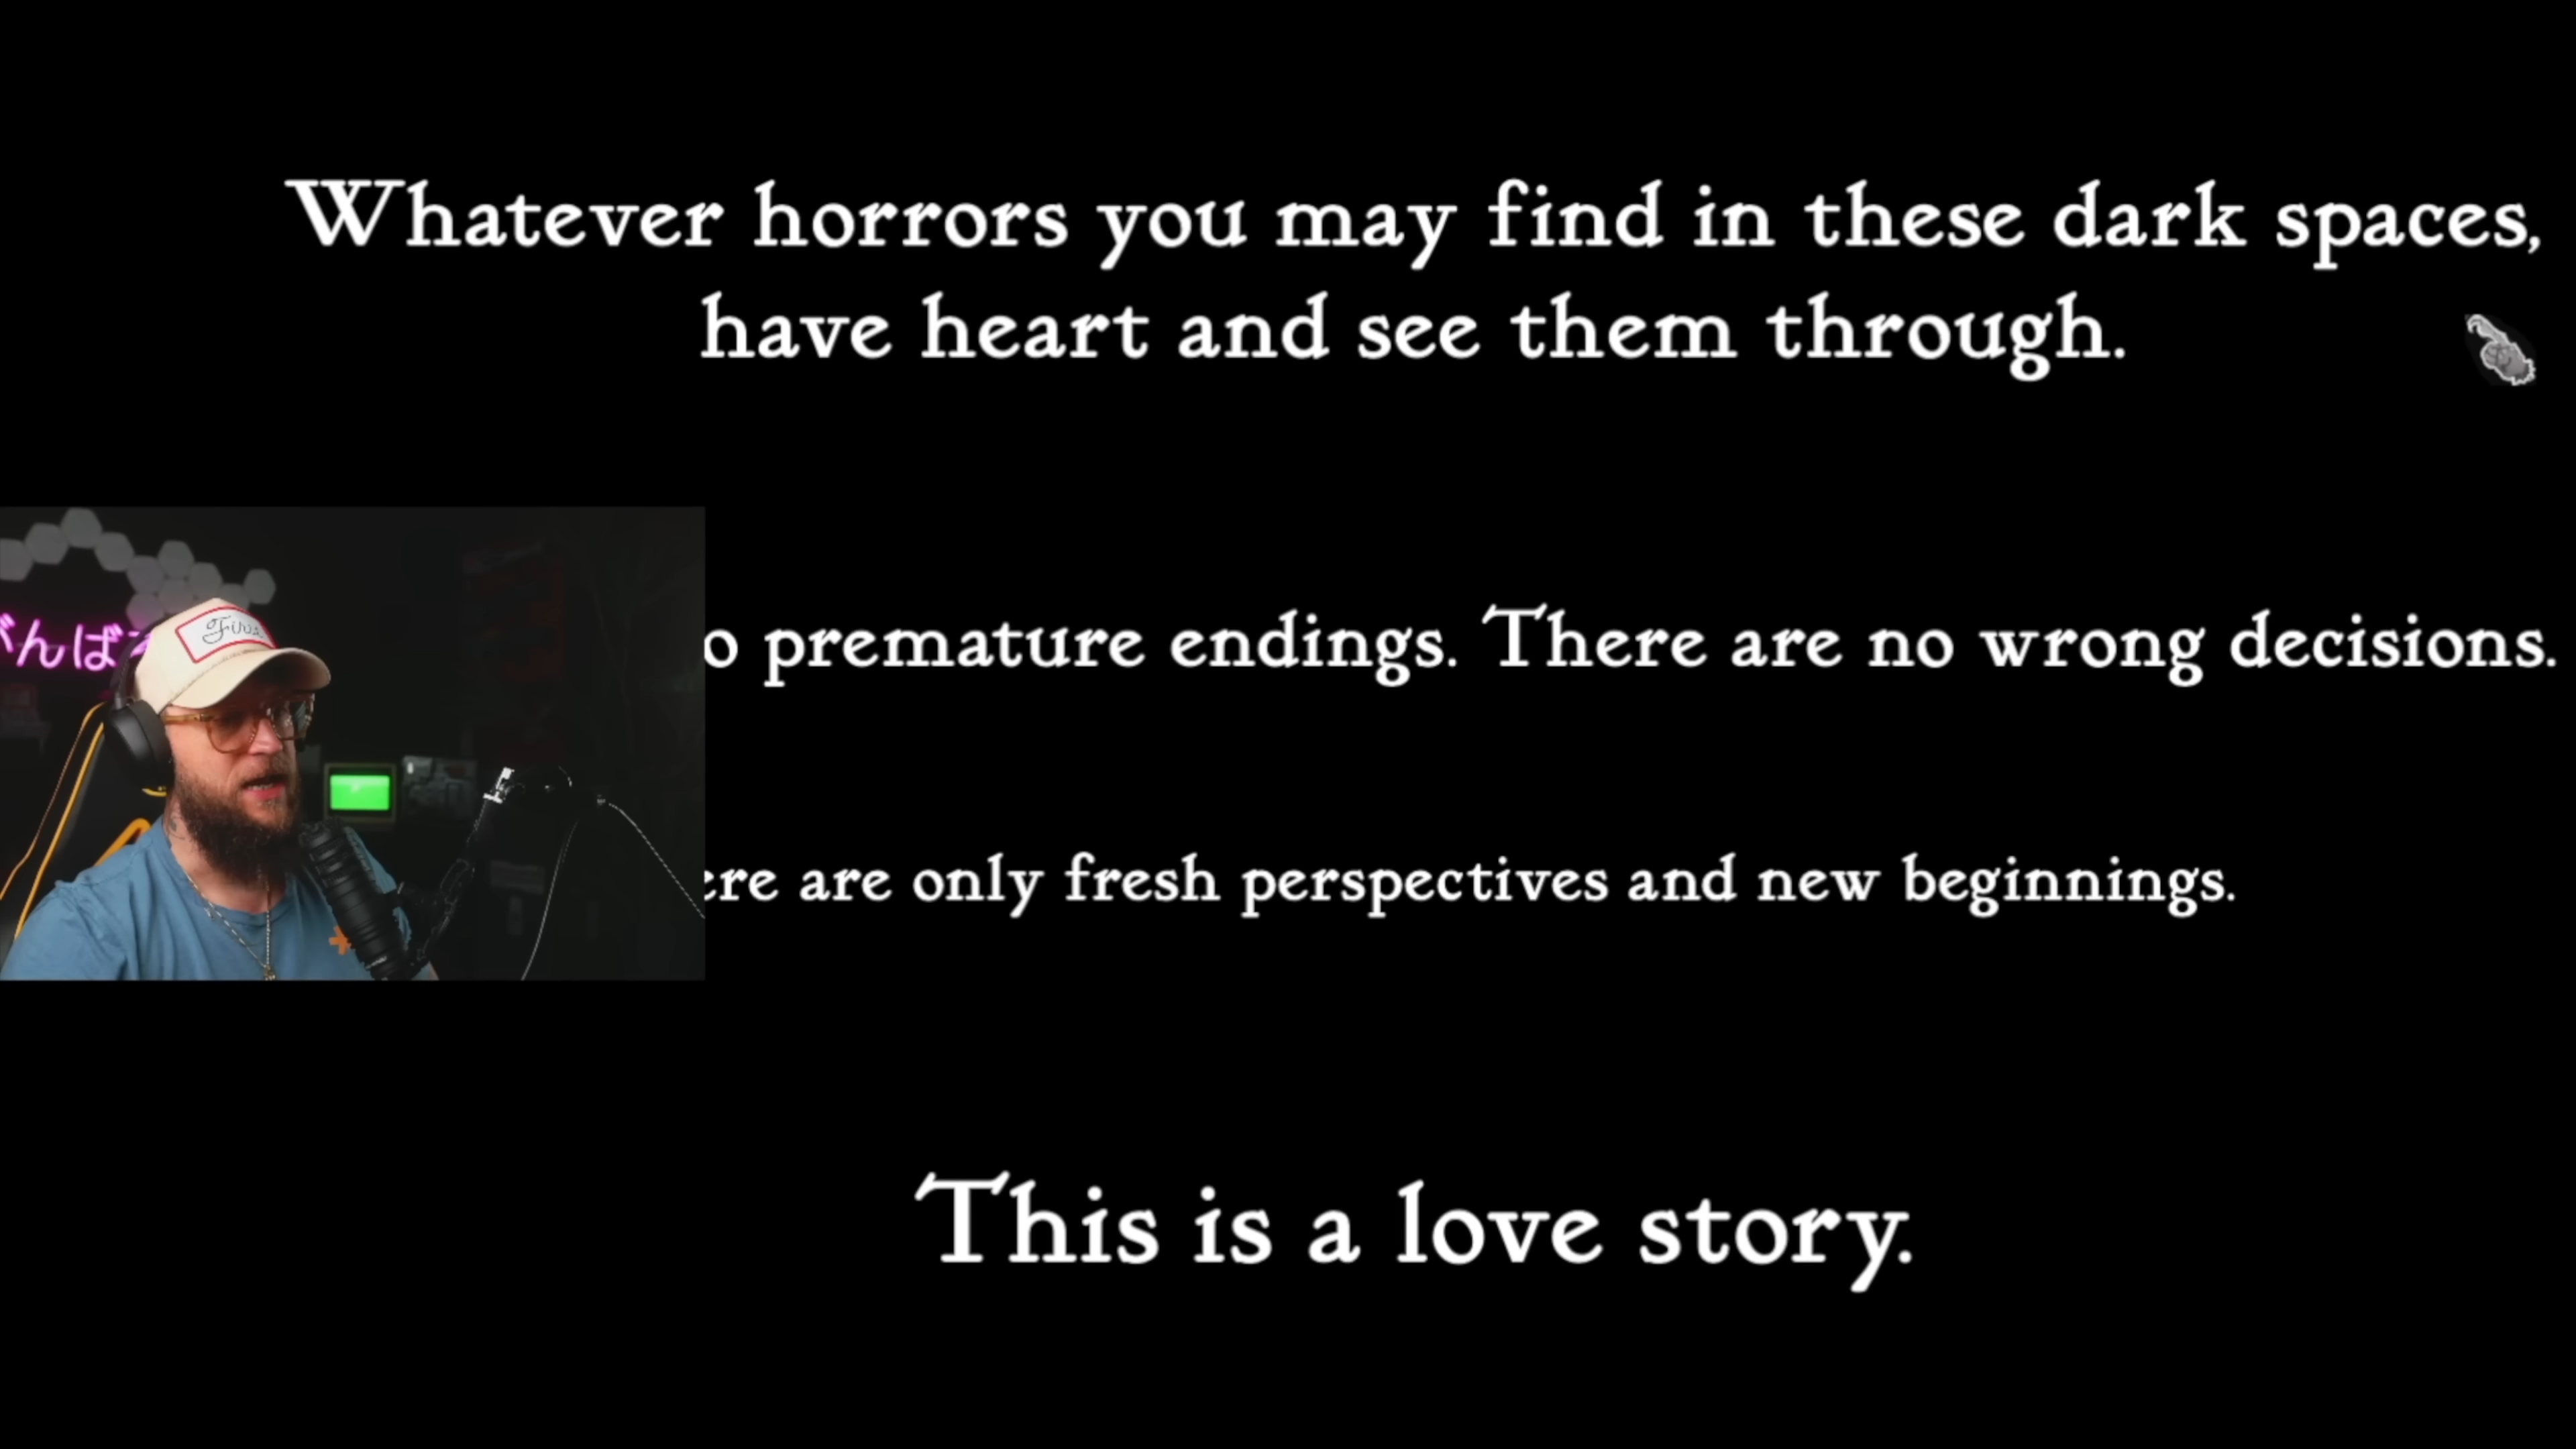 Whatever horrors you may find in these dark spaces,
have heart and see them through.
premature endings. There are no wrong decisions.
are only fresh perspectives and new beginnings.
This is a love story.